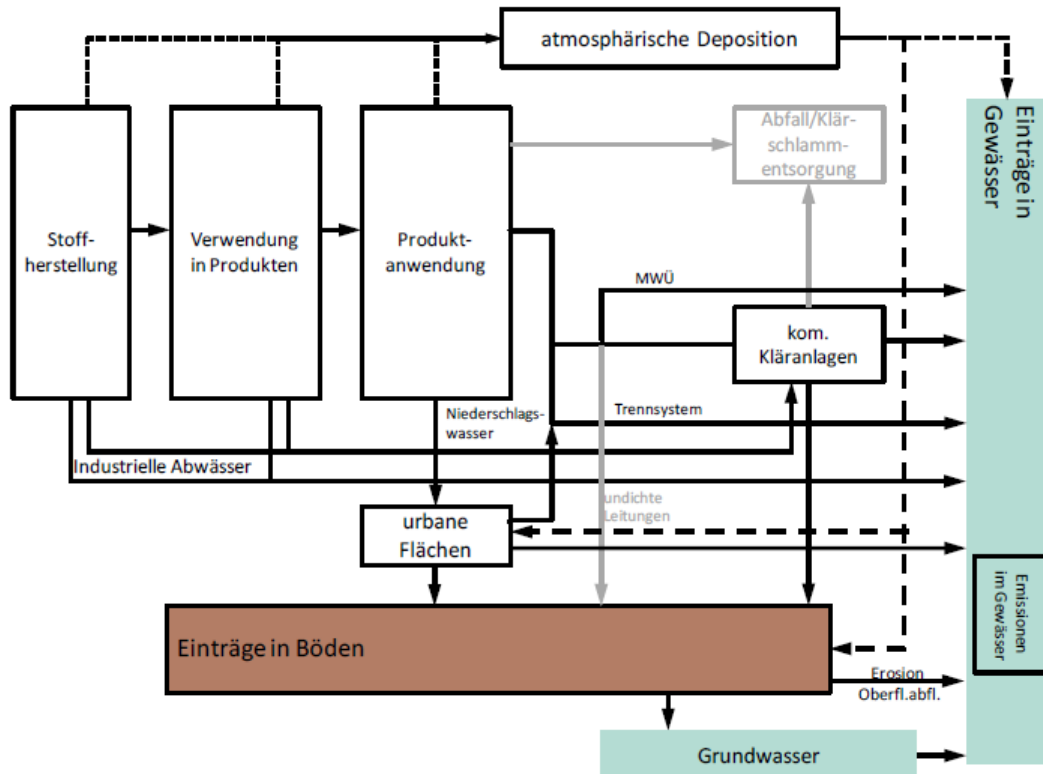 atmosphärische Deposition
Abfall/Klär-
schlamm-
entsorgung
Einträge in
Gewässer
Stoff-
herstellung
Verwendung
in Produkten
Produkt-
anwendung
MWÜ
kom.
Kläranlagen
Niederschlags-
wasser
Trennsystem
Industrielle Abwässer
undichte
Leitungen
urbane
Flächen
Emissionen
im Gewässer
Einträge in Böden
Erosion
Oberfl.abfl.
Grundwasser